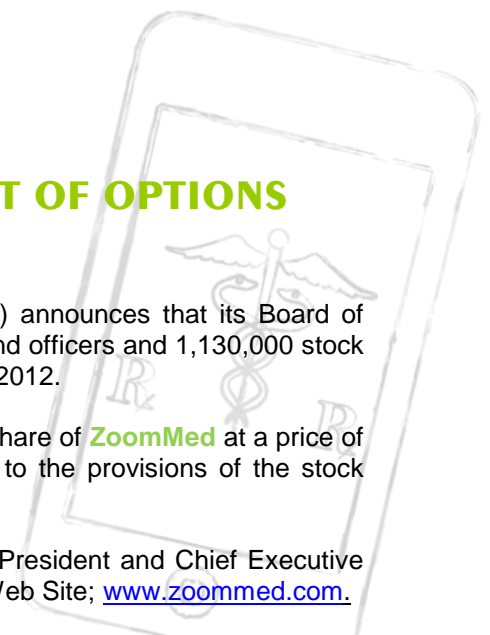 T OF OPTIONS
) announces that its Board of
nd officers and 1,130,000 stock
2012.
hare of ZoomMed at a price of
to the provisions of the stock
President and Chief Executive
Web Site; www.zoommed.com.